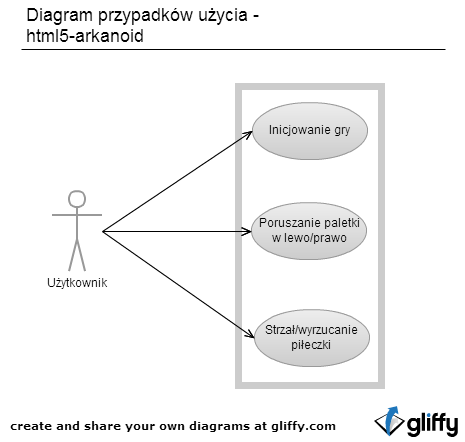 Diagram przypadków użycia -
html5-arkanoid
Inicjowanie gry
Poruszanie paletki
w lewo/prawo
Użytkownik
Strzał/wyrzucanie
piłeczki
create and share your own diagrams at gliffy.com
gliffy